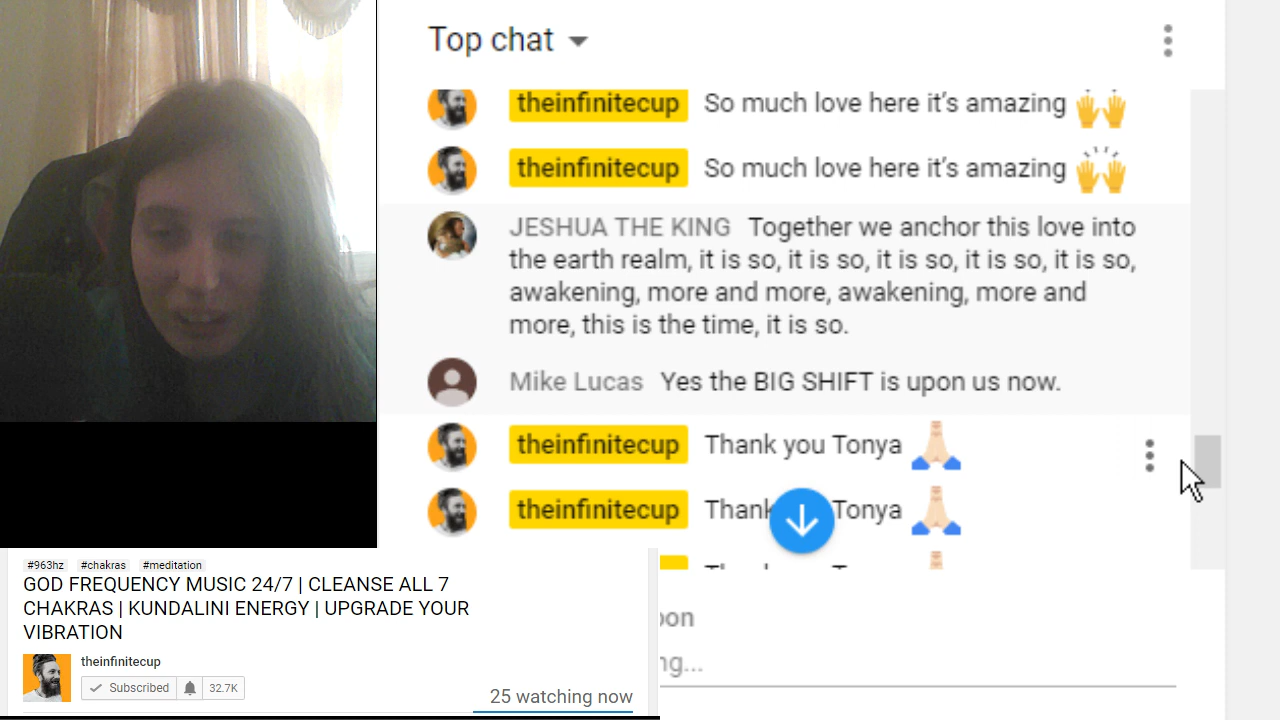 Top chat
theinfinitecup So much love here it's amazing
theinfinitecup So much love here it's amazing
JESHUA THE KING Together we anchor this love into
the earth realm, it is so, it is so, it is so, it is so, it is so,
awakening, more and more, awakening, more and
more, this is the time, it is so.
Mike Lucas Yes the BIG SHIFT is upon us now.
theinfinitecup Thank you Tonya
theinfinitecup Tonya
#963hz #chakras #meditation
GOD FREQUENCY MUSIC 24/7 | CLEANSE ALL 7
CHAKRAS | KUNDALINI ENERGY | UPGRADE YOUR
VIBRATION
theinfinitecup
Subscribed 32.7K
25 watching now